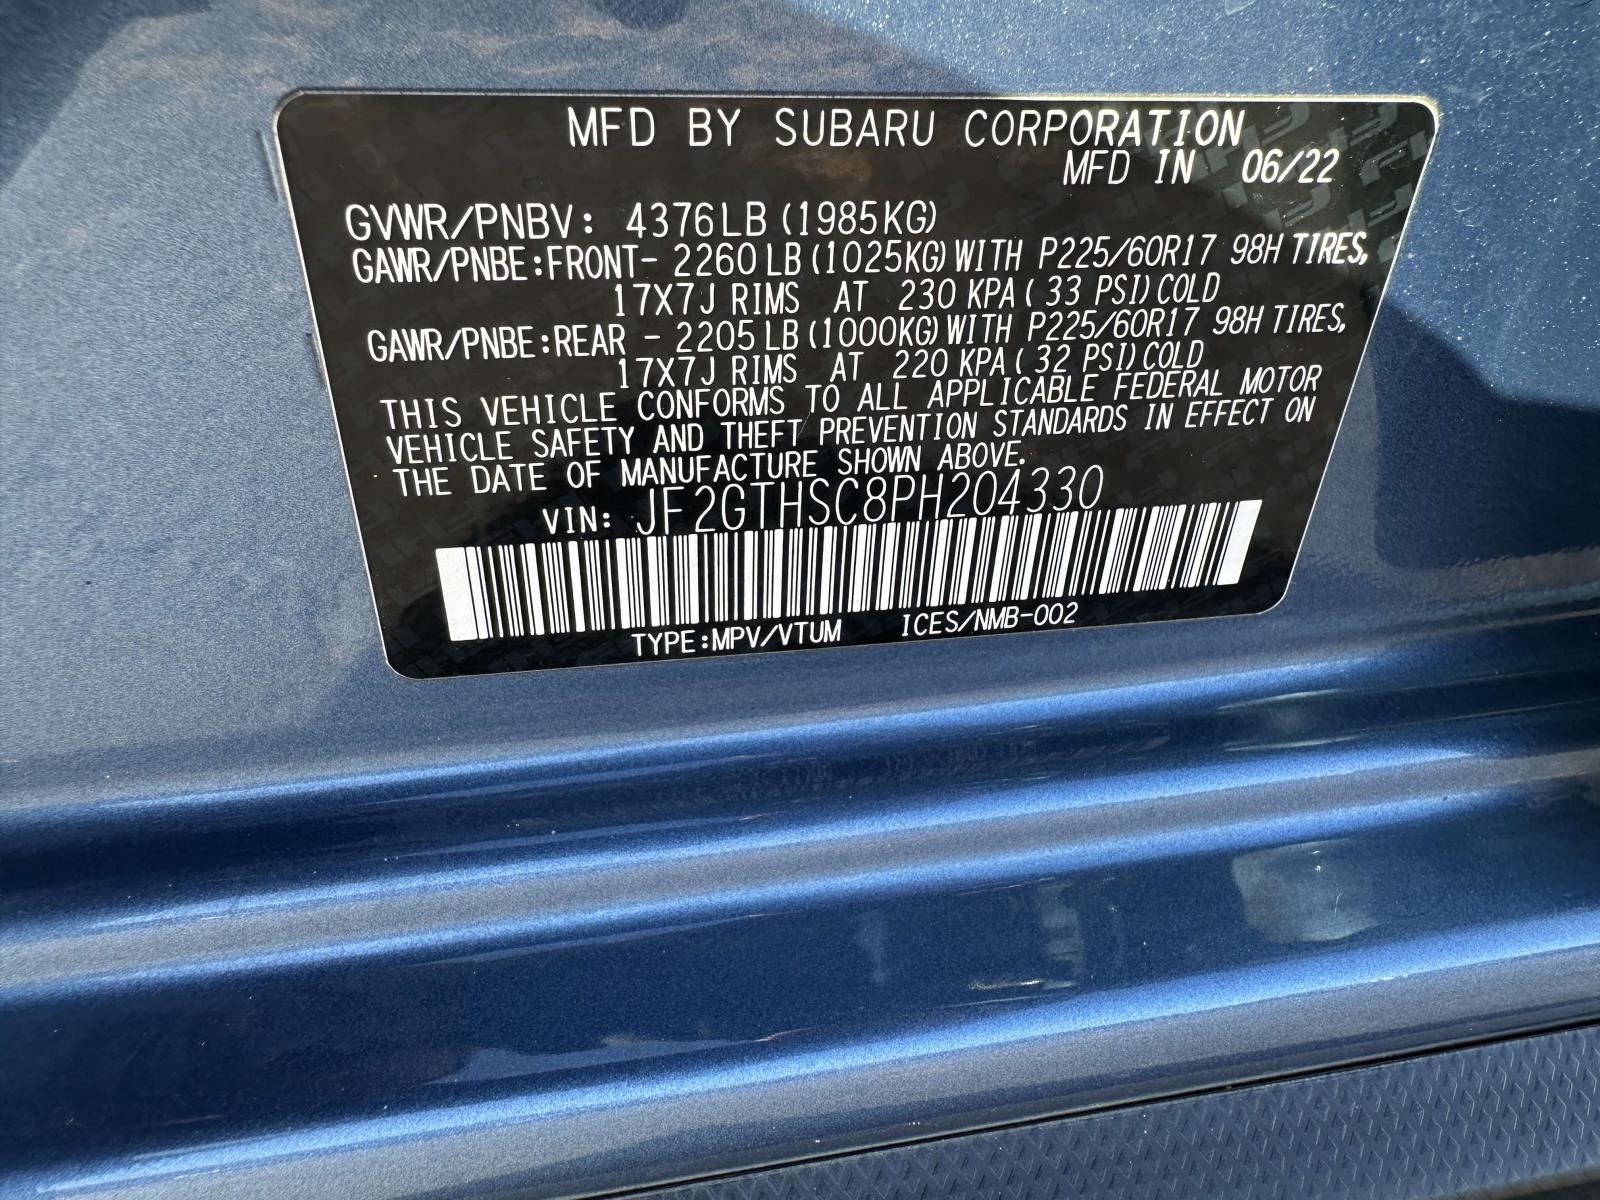 MFD BY SUBARU CORPORATION
MFD IN 06/22
GVWR/PNBV: 4376LB (1985KG)
GAWR/PNBE:FRONT- 2260LB (1025KG) WITH P225/60R17 98H TIRES,
17X7J RIMS AT 230 KPA( 33 PSI) COLD
GAWR/PNBE:REAR - 2205LB (1000KG) WITH P225/60R17 98H TIRES,
17X7J RIMS AT 220 KPA( 32 PSI) COLD
THIS VEHICLE CONFORMS TO ALL APPLICABLE FEDERAL MOTOR
VEHICLE SAFETY AND THEFT PREVENTION STANDARDS IN EFFECT ON
THE DATE OF MANUFACTURE SHOWN ABOVE.
VIN: JF2GTHSC8PH204330
TYPE:MPV/VTUM ICES/NMB-002